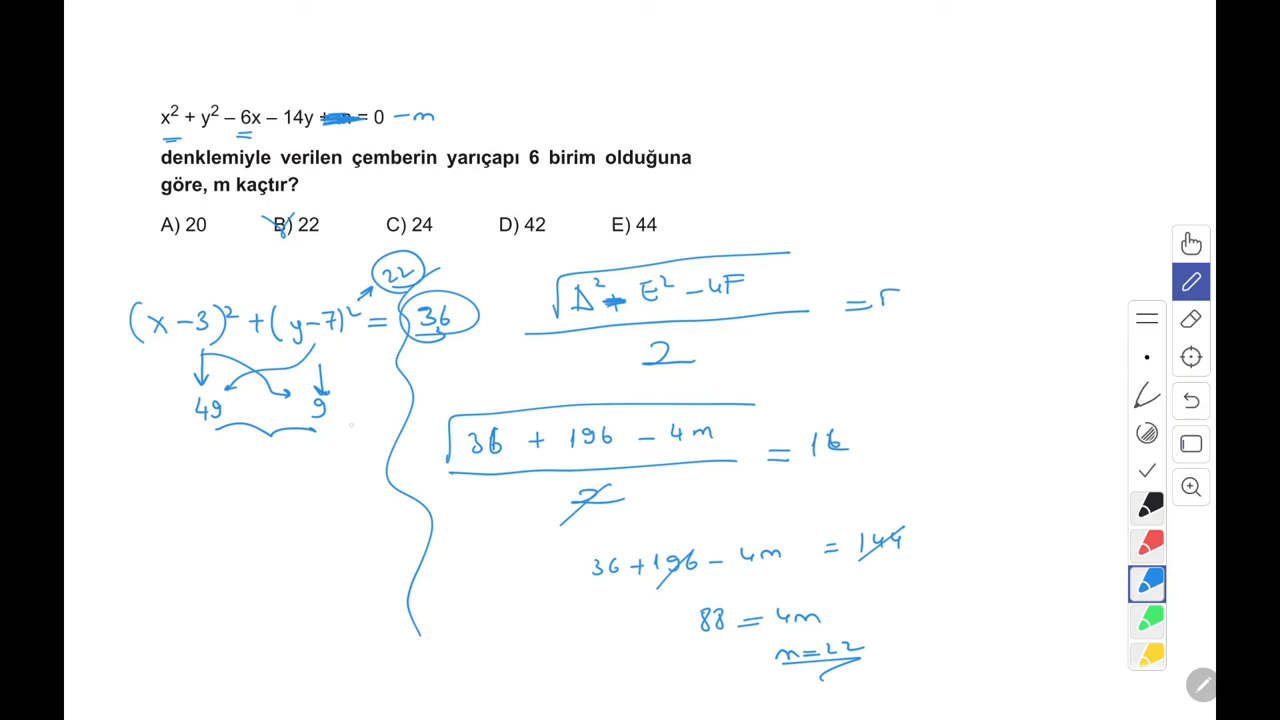 x² + y² – 6x – 14y = 0 – m
denklemiyle verilen çemberin yarıçapı 6 birim olduğuna
göre, m kaçtır?
A) 20 B) 22 C) 24 D) 42 E) 44
22
(x – 3)² + (y – 7)² = 36
49 9
√Δ² + E² – 4F = r
2
√36 + 196 – 4m =
2
36 + 196 – 4m = 144
88 = 4m
m = 22